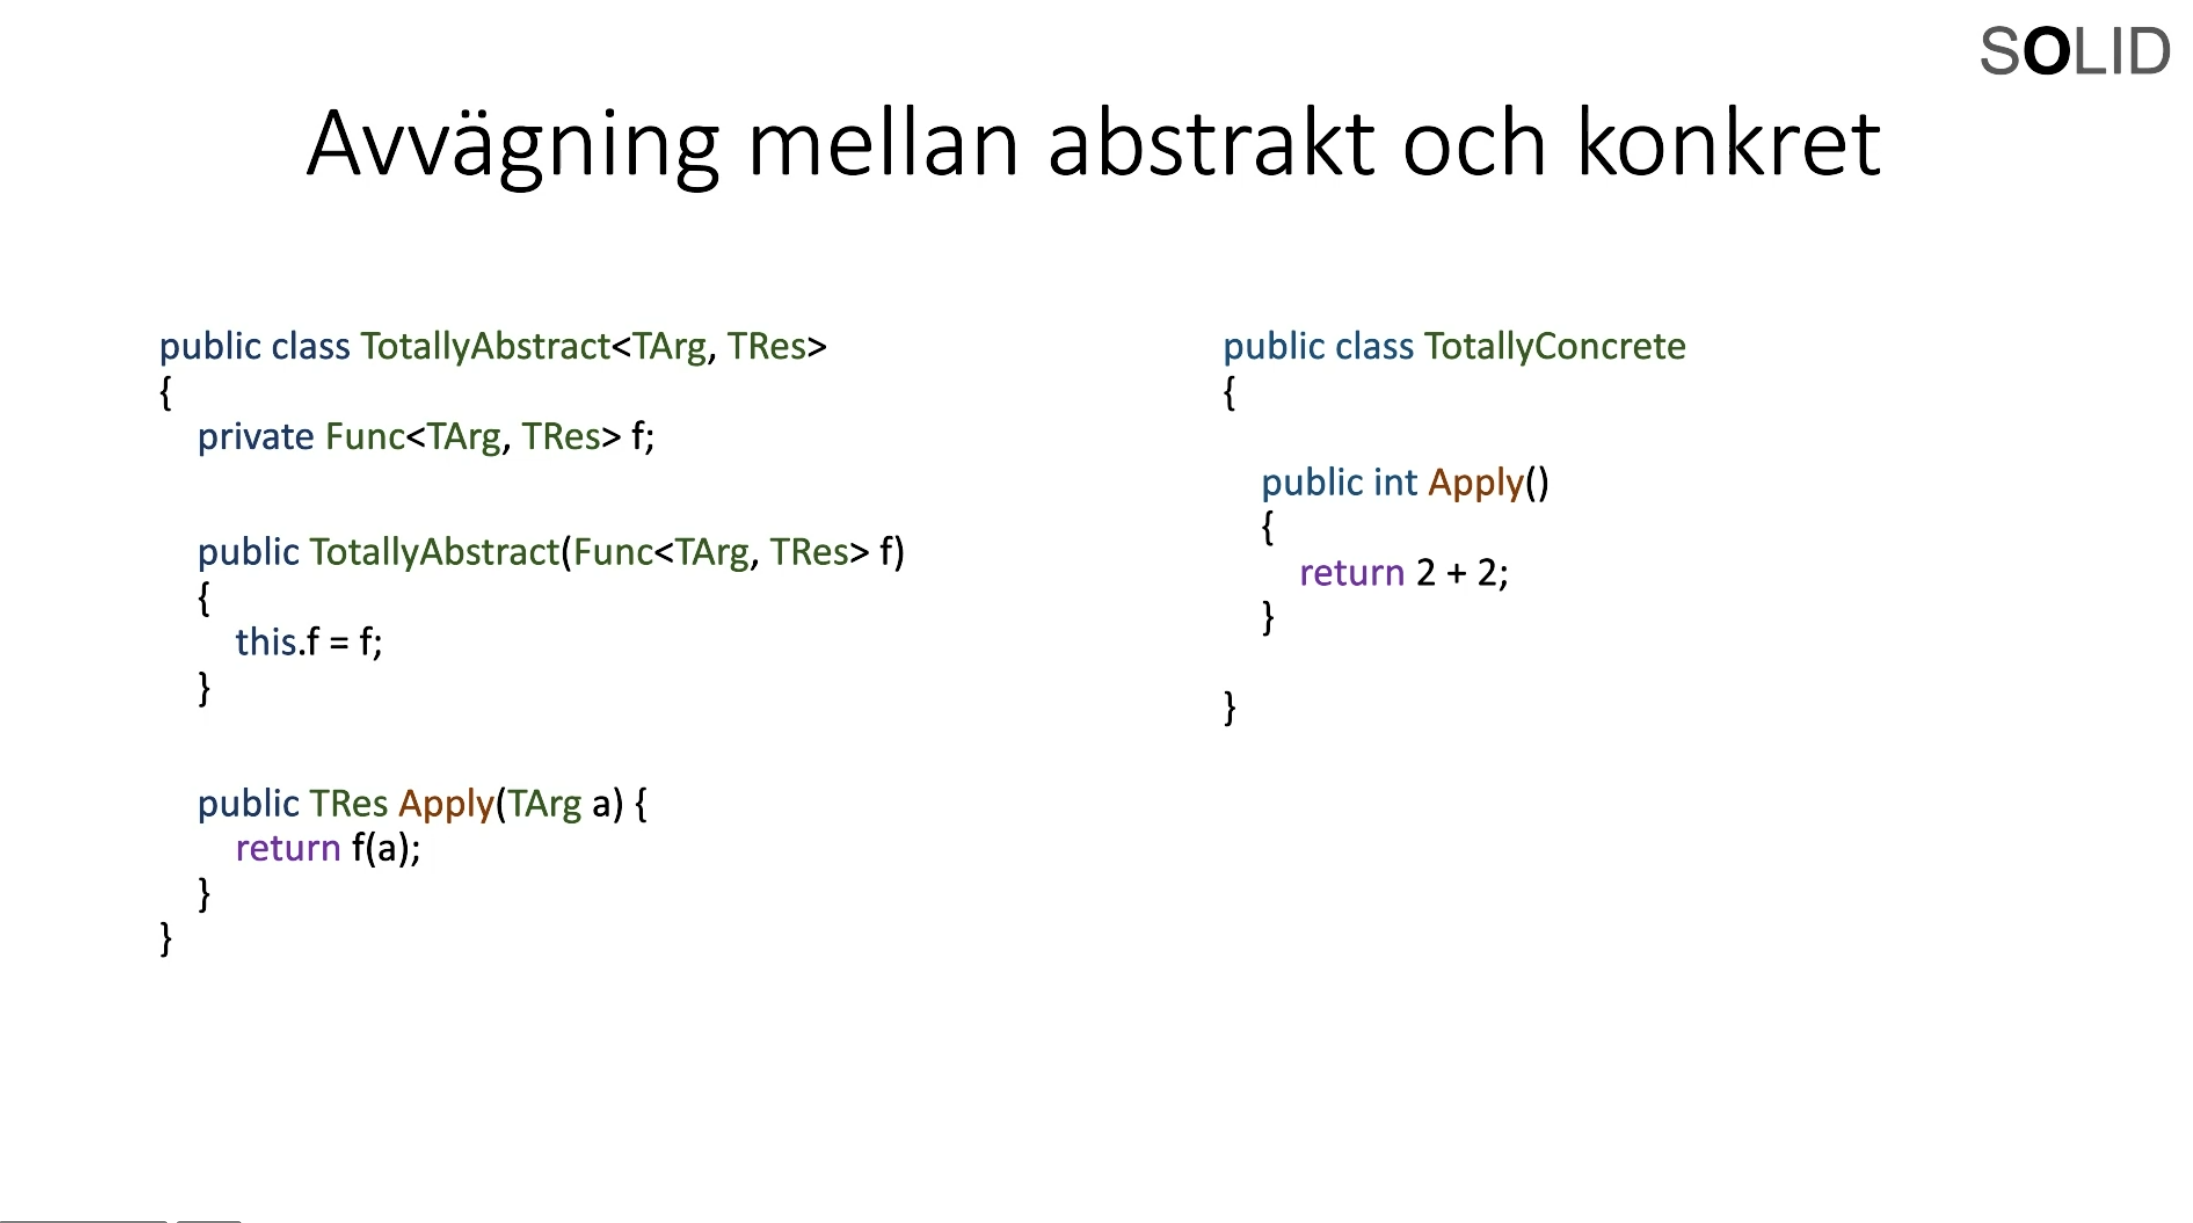 SOLID
Avvägning mellan abstrakt och konkret
public class TotallyAbstract<TArg, TRes>
{
private Func<TArg, TRes> f;
public TotallyAbstract(Func<TArg, TRes> f)
{
this.f = f;
}
public TRes Apply(TArg a) {
return f(a);
}
}
public class TotallyConcrete
{
public int Apply()
{
return 2 + 2;
}
}